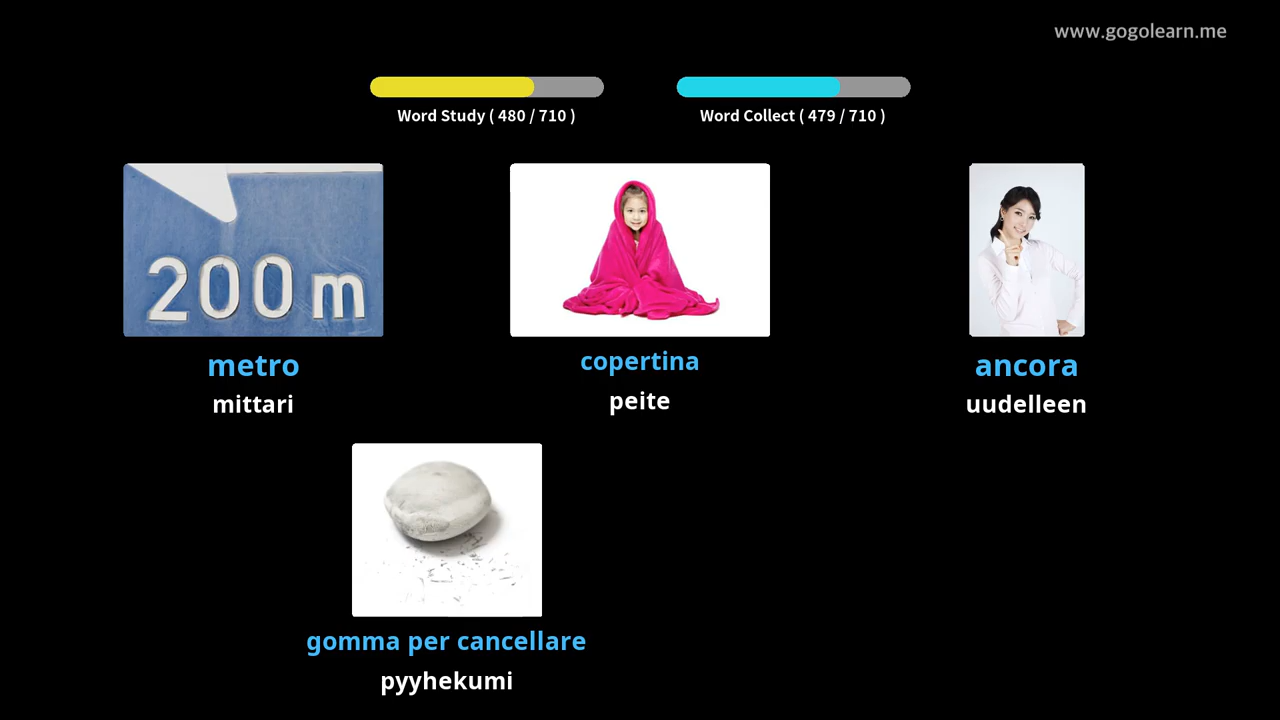 www.gogolearn.me
Word Study ( 480 / 710 )
Word Collect ( 479 / 710 )
200m
metro
mittari
copertina
peite
ancora
uudelleen
gomma per cancellare
pyyhekumi